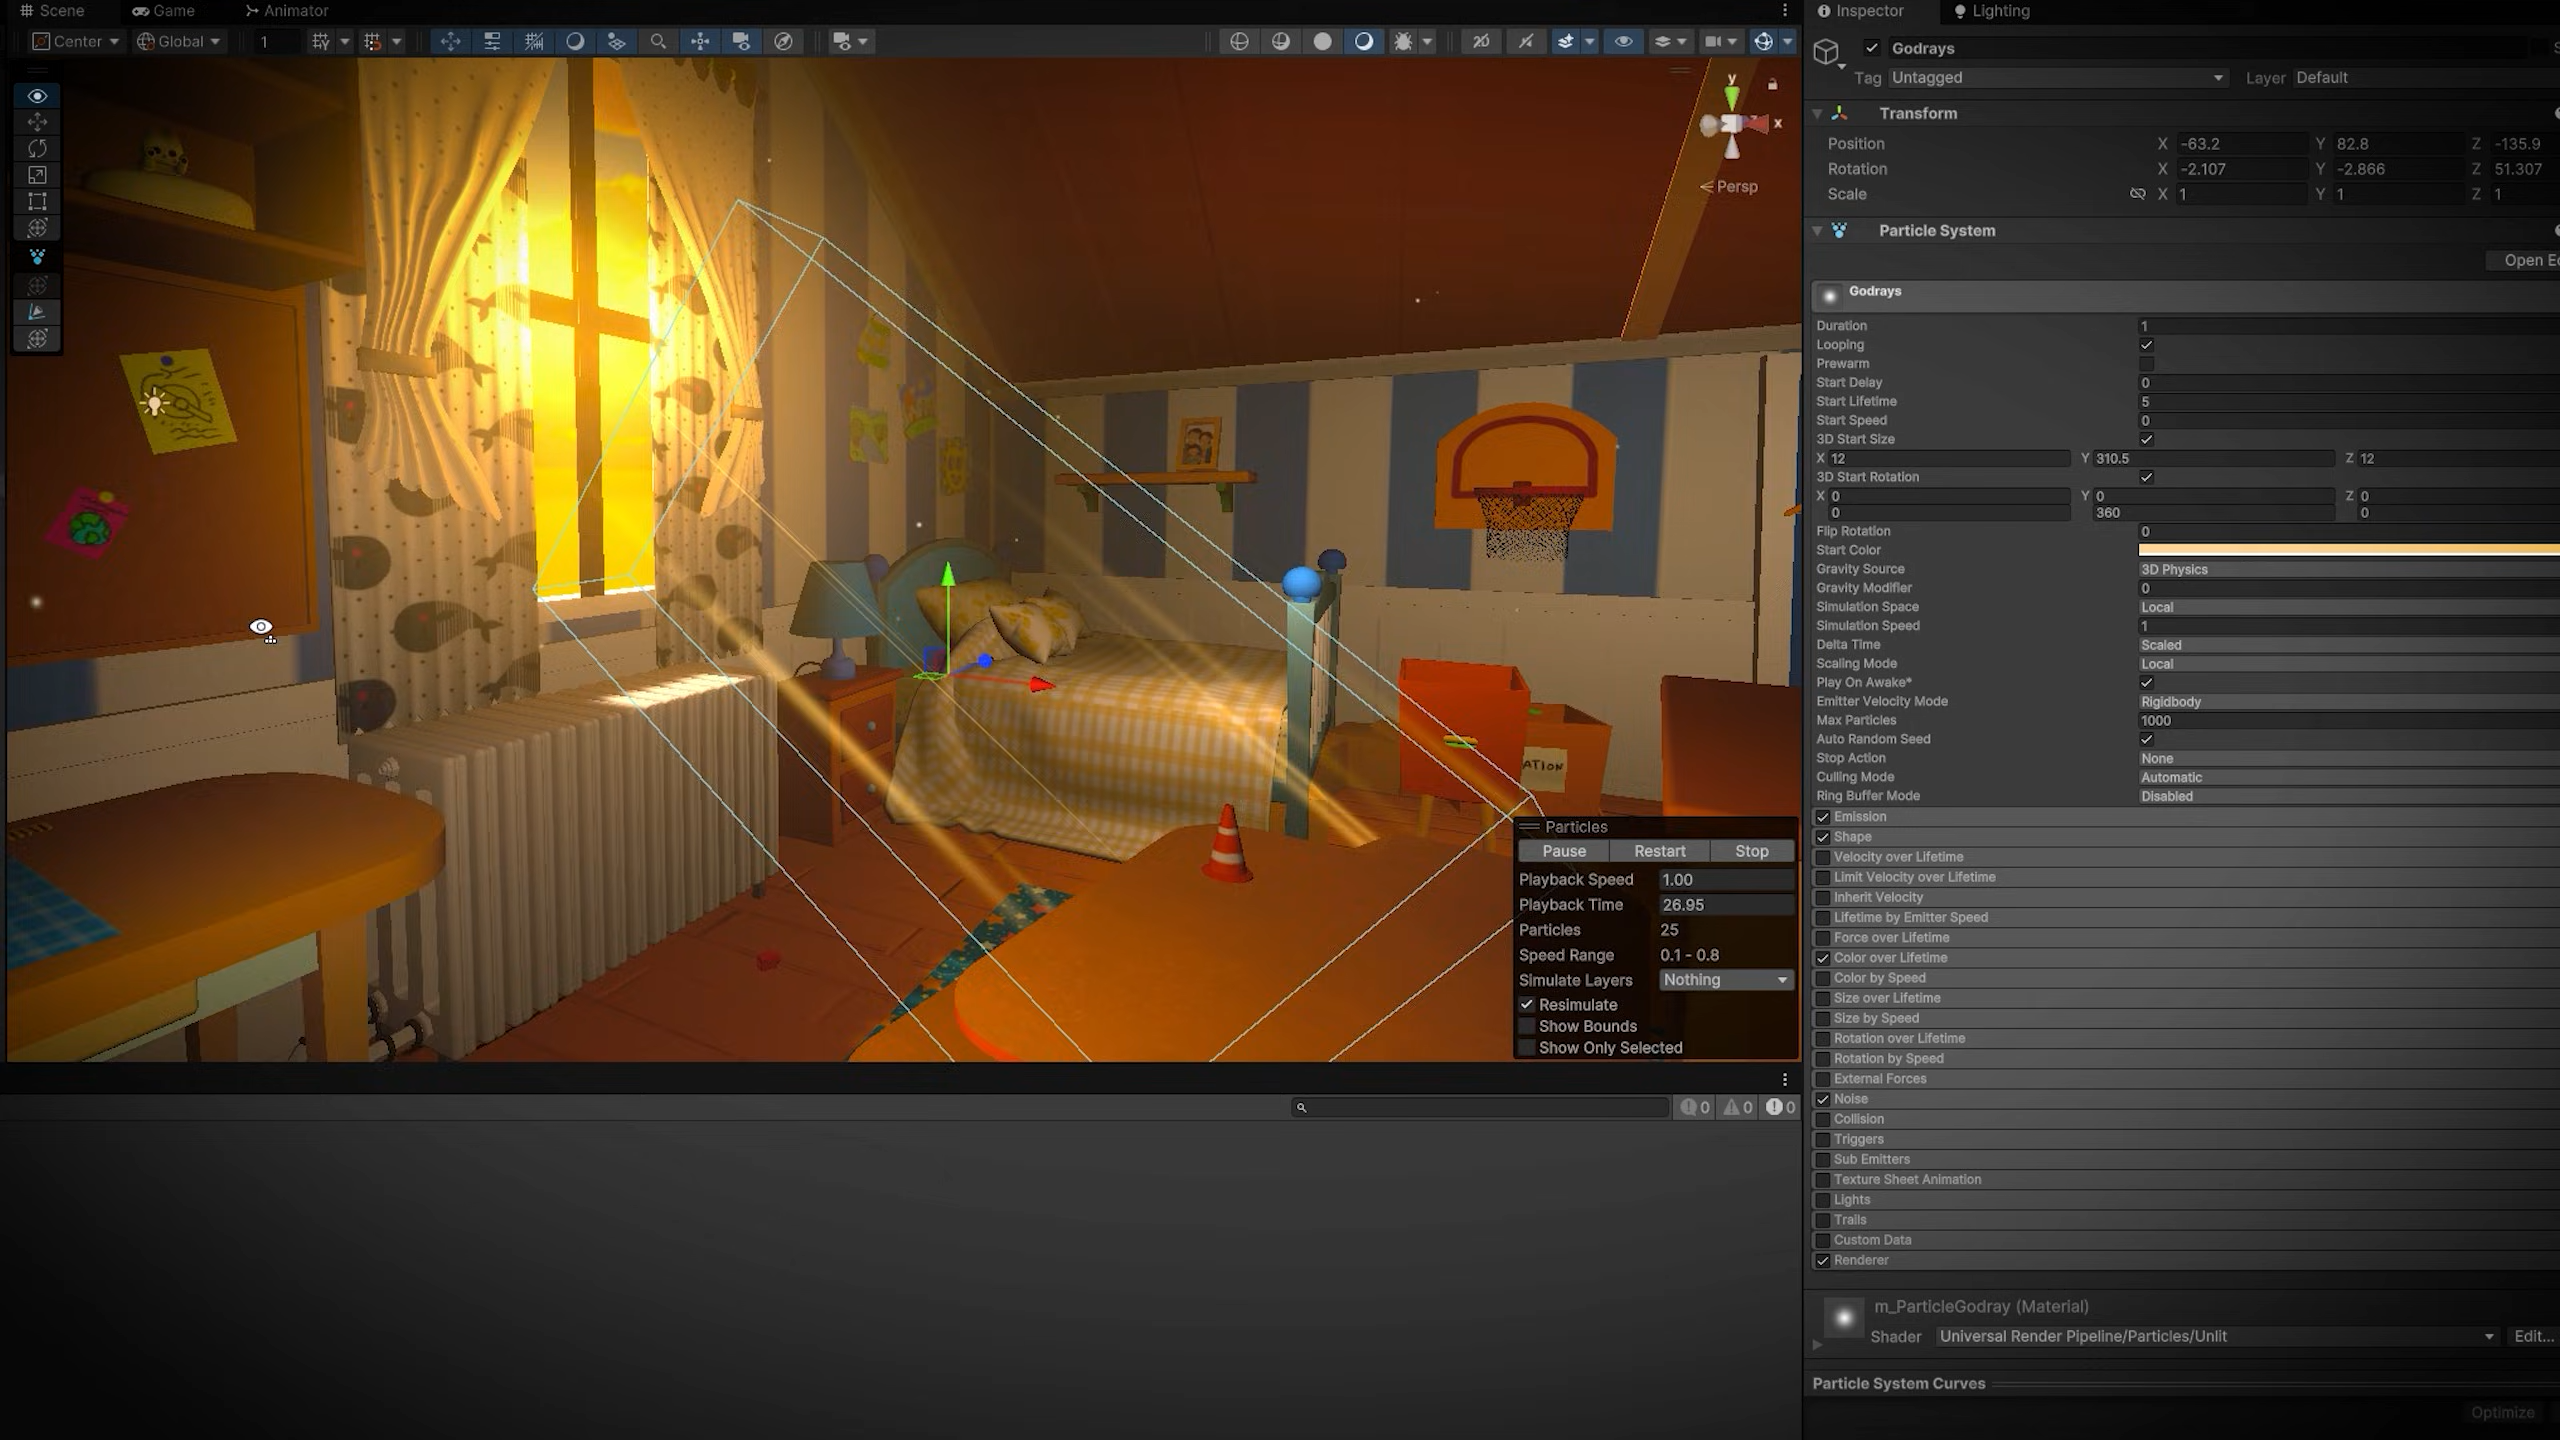 Scene Game Animator
Center Global 1
Persp
y
x
ATION
Particles
Pause Restart Stop
Playback Speed 1.00
Playback Time 26.95
Particles 25
Speed Range 0.1 - 0.8
Simulate Layers Nothing
Resimulate
Show Bounds
Show Only Selected
0 0 0
Inspector Lighting
Godrays
Tag Untagged Layer Default
Transform
Position X -63.2 Y 82.8 Z -135.9
Rotation X -2.107 Y -2.866 Z 51.307
Scale X 1 Y 1 Z 1
Particle System
Open
Godrays
Duration 1
Looping
Prewarm
Start Delay 0
Start Lifetime 5
Start Speed 0
3D Start Size
X 12 Y 310.5 Z 12
3D Start Rotation
X 0 Y 0 Z 0
0 360 0
Flip Rotation 0
Start Color
Gravity Source 3D Physics
Gravity Modifier 0
Simulation Space Local
Simulation Speed 1
Delta Time Scaled
Scaling Mode Local
Play On Awake*
Emitter Velocity Mode Rigidbody
Max Particles 1000
Auto Random Seed
Stop Action None
Culling Mode Automatic
Ring Buffer Mode Disabled
Emission
Shape
Velocity over Lifetime
Limit Velocity over Lifetime
Inherit Velocity
Lifetime by Emitter Speed
Force over Lifetime
Color over Lifetime
Color by Speed
Size over Lifetime
Size by Speed
Rotation over Lifetime
Rotation by Speed
External Forces
Noise
Collision
Triggers
Sub Emitters
Texture Sheet Animation
Lights
Trails
Custom Data
Renderer
m_ParticleGodray (Material)
Shader Universal Render Pipeline/Particles/Unlit Edit...
Particle System Curves
Optimize